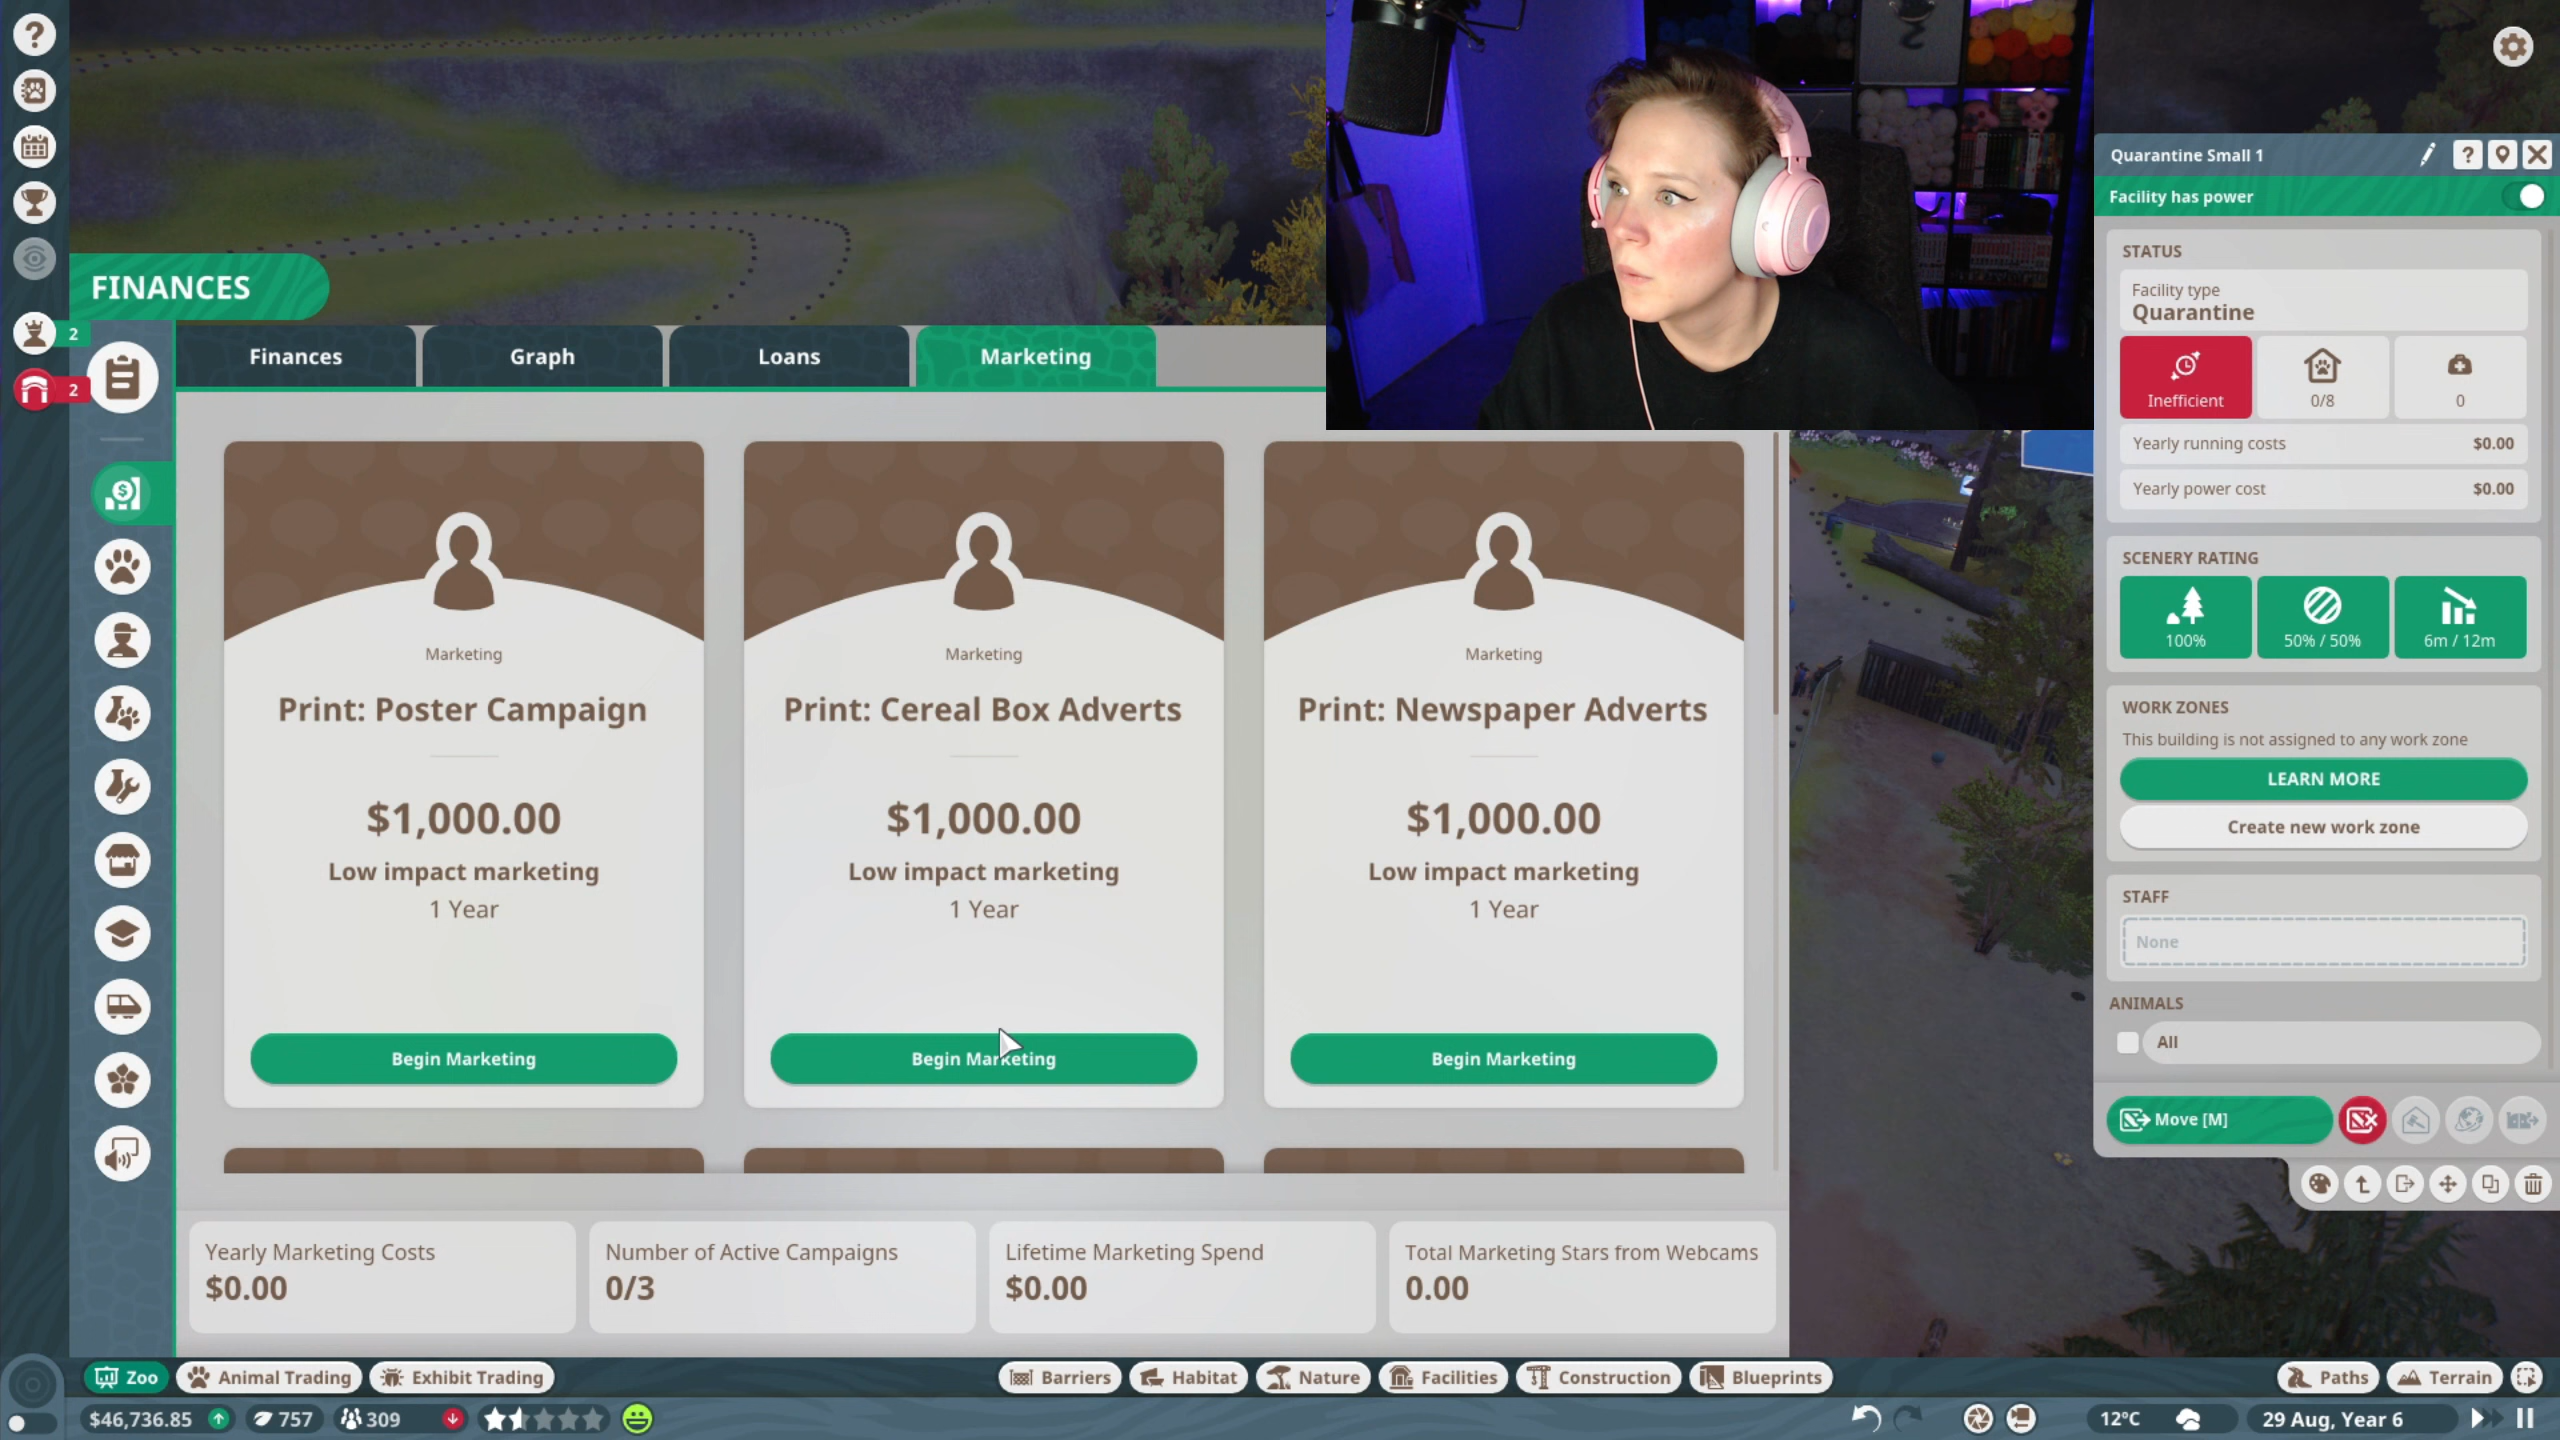 FINANCES
2
2
Finances
Graph
Loans
Marketing
Marketing
Print: Poster Campaign
$1,000.00
Low impact marketing
1 Year
Begin Marketing
Marketing
Print: Cereal Box Adverts
$1,000.00
Low impact marketing
1 Year
Begin Marketing
Marketing
Print: Newspaper Adverts
$1,000.00
Low impact marketing
1 Year
Begin Marketing
Yearly Marketing Costs
$0.00
Number of Active Campaigns
0/3
Lifetime Marketing Spend
$0.00
Total Marketing Stars from Webcams
0.00
Quarantine Small 1
Facility has power
STATUS
Facility type
Quarantine
Inefficient
0/8
0
Yearly running costs $0.00
Yearly power cost $0.00
SCENERY RATING
100%
50% / 50%
6m / 12m
WORK ZONES
This building is not assigned to any work zone
LEARN MORE
Create new work zone
STAFF
None
ANIMALS
All
Move [M]
Zoo
Animal Trading
Exhibit Trading
Barriers
Habitat
Nature
Facilities
Construction
Blueprints
Paths
Terrain
$46,736.85
757
309
12°C
29 Aug, Year 6